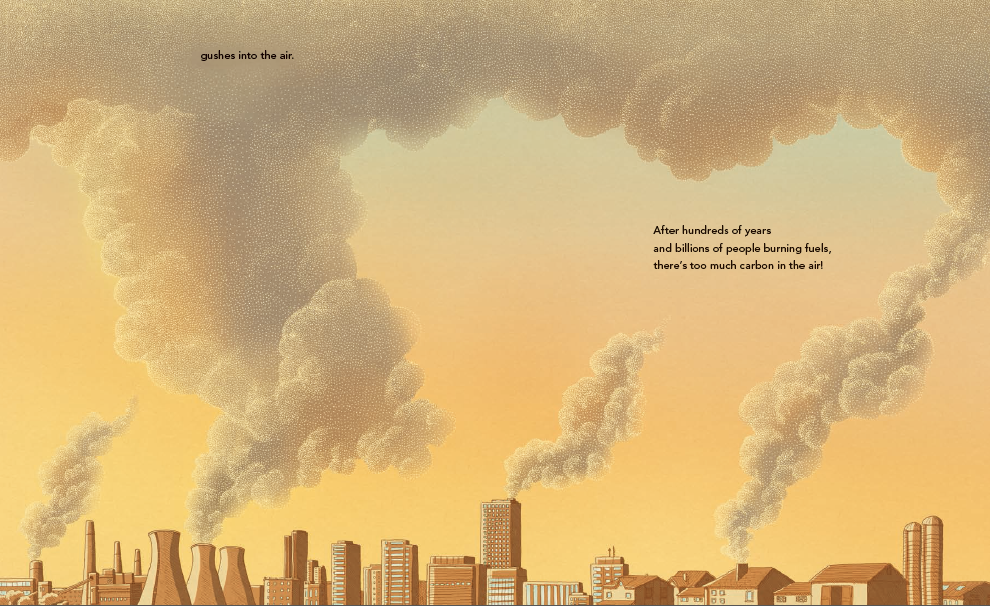 gushes into the air.
After hundreds of years
and billions of people burning fuels,
there's too much carbon in the air!